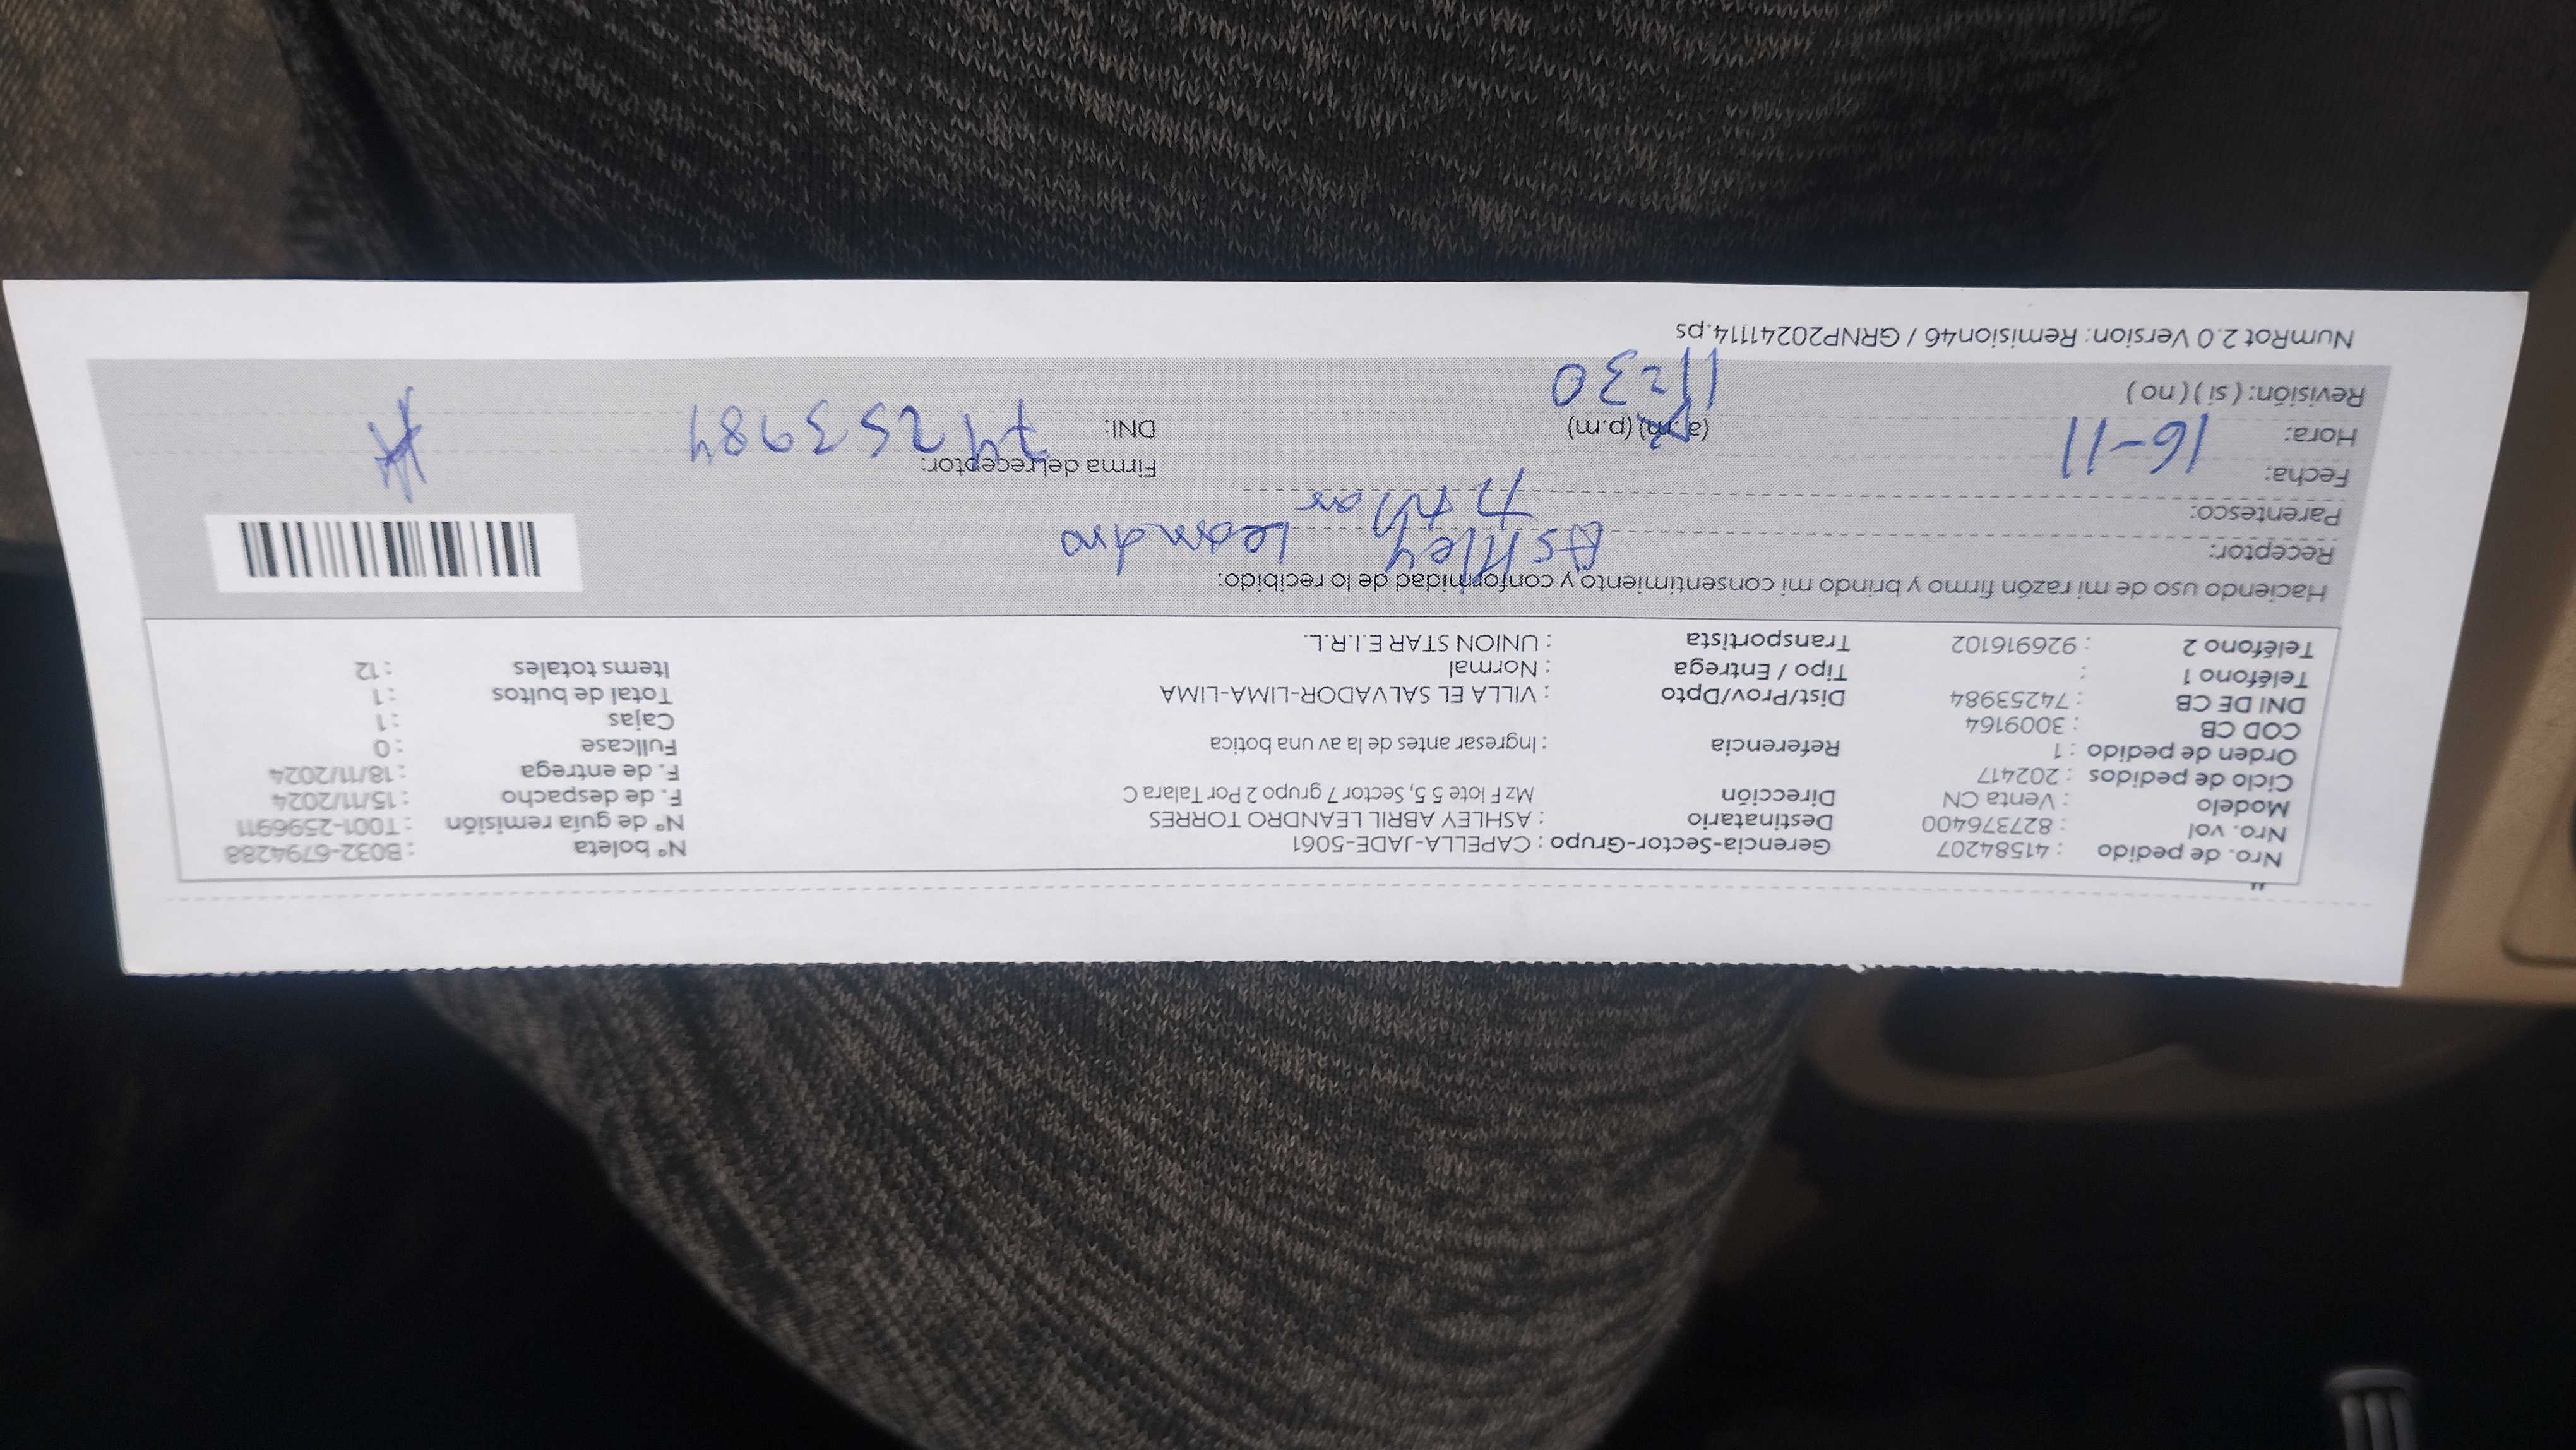 Nro. de pedido : 41584207 Gerencia-Sector-Grupo : CAPELLA-JADE-5061 Nº boleta : B032-6794288
Nro. vol : 827376400 Destinatario : ASHLEY ABRIL LEANDRO TORRES Nº de guía remisión : T001-2596911
Modelo : Venta CN Dirección Mz F lote 5 5, Sector 7 grupo 2 Por Talara C F. de despacho : 15/11/2024
Ciclo de pedidos : 202417 F. de entrega : 18/11/2024
Orden de pedido : 1 Referencia : Ingresar antes de la av una botica Fullcase : 0
COD CB : 3009164 Cajas : 1
DNI DE CB : 74253984 Dist/Prov/Dpto : VILLA EL SALVADOR-LIMA-LIMA Total de bultos : 1
Teléfono 1 : Tipo / Entrega : Normal Items totales : 12
Teléfono 2 : 926916102 Transportista : UNION STAR E.I.R.L.
Haciendo uso de mi razón firmo y brindo mi consentimiento y conformidad de lo recibido:
Receptor: Ashley Leandro
Parentesco: titular
Fecha: 16-11 Firma del receptor:
Hora: (a.m) (p.m) DNI: 74253984
11:30
Revisión: ( si ) ( no )
NumRot 2.0 Version: Remision46 / GRNP20241114.ps